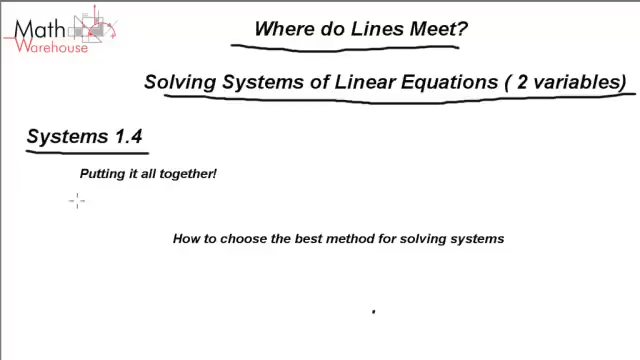 Math
Warehouse
Where do Lines Meet?
Solving Systems of Linear Equations ( 2 variables)
Systems 1.4
Putting it all together!
How to choose the best method for solving systems